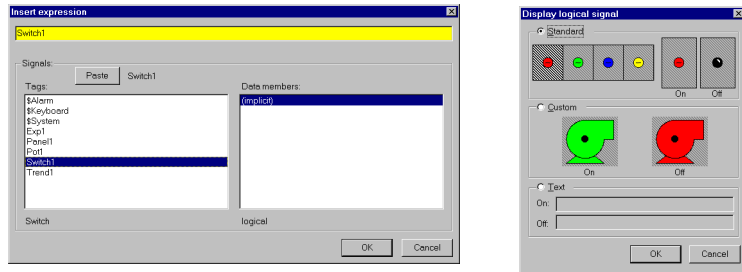 Insert expression
Switch1
Signals:
Paste Switch1
Tags: Data members:
$Alarm (implicit)
$Keyboard
$System
Exp1
Panel1
Pot1
Switch1
Trend1
Switch logical
OK Cancel
Display logical signal
Standard
On Off
Custom
On Off
Text
On:
Off:
OK Cancel